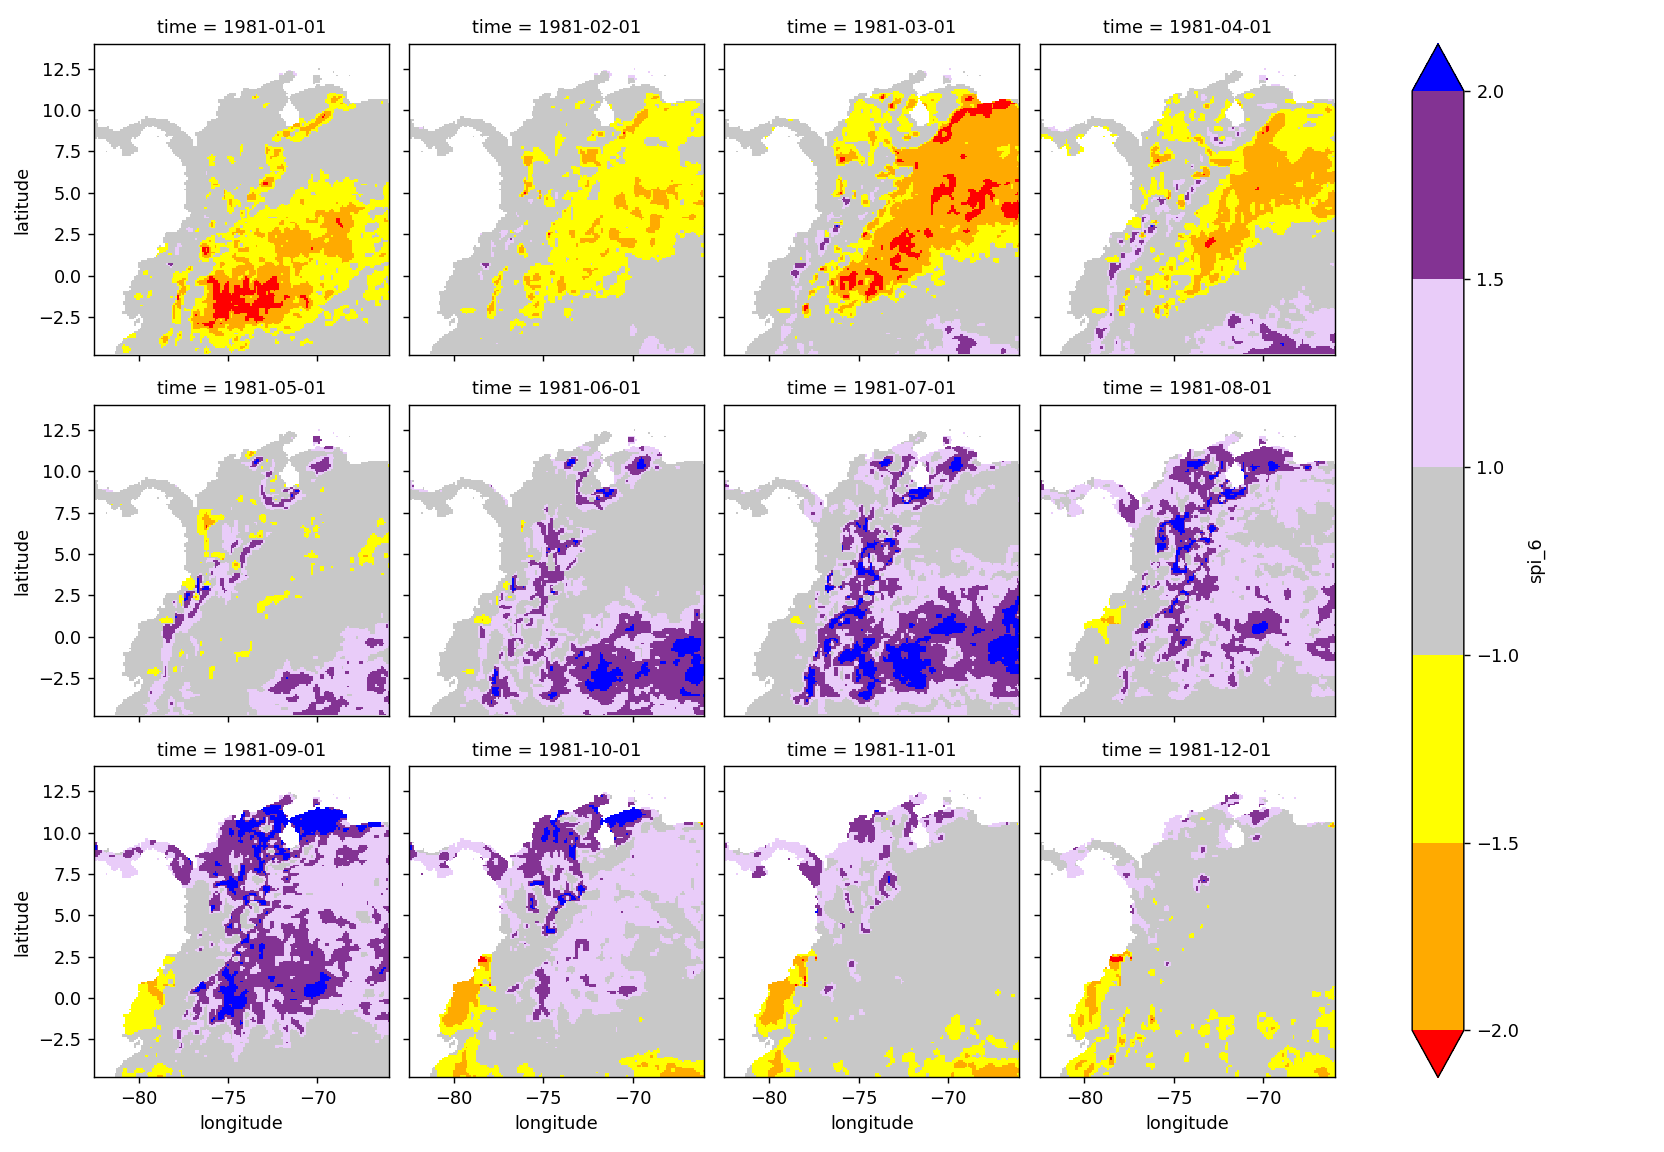 time = 1981-01-01
time = 1981-02-01
time = 1981-03-01
time = 1981-04-01
12.5
10.0
7.5
5.0
2.5
0.0
−2.5
latitude
time = 1981-05-01
time = 1981-06-01
time = 1981-07-01
time = 1981-08-01
12.5
10.0
7.5
5.0
2.5
0.0
−2.5
latitude
time = 1981-09-01
time = 1981-10-01
time = 1981-11-01
time = 1981-12-01
12.5
10.0
7.5
5.0
2.5
0.0
−2.5
latitude
−80 −75 −70
longitude
−80 −75 −70
longitude
−80 −75 −70
longitude
−80 −75 −70
longitude
2.0
1.5
1.0
−1.0
−1.5
−2.0
spi_6